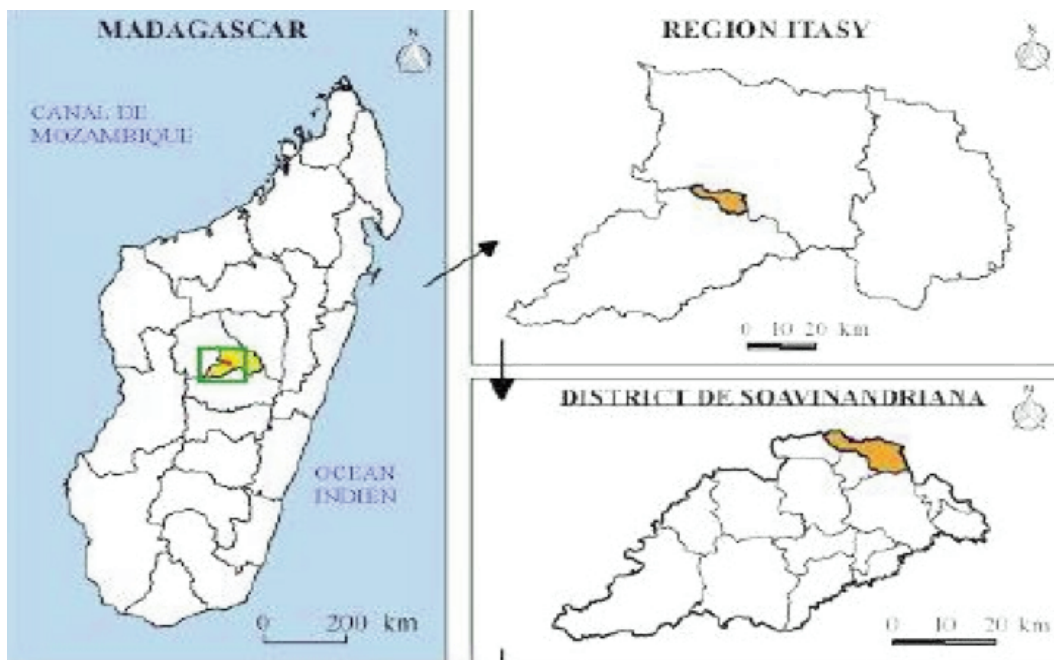 MADAGASCAR
N
CANAL DE
MOZAMBIQUE
OCEAN
INDIEN
0 200 km
REGION ITASY
N
0 10 20 km
DISTRICT DE SOAVINANDRIANA
N
0 10 20 km